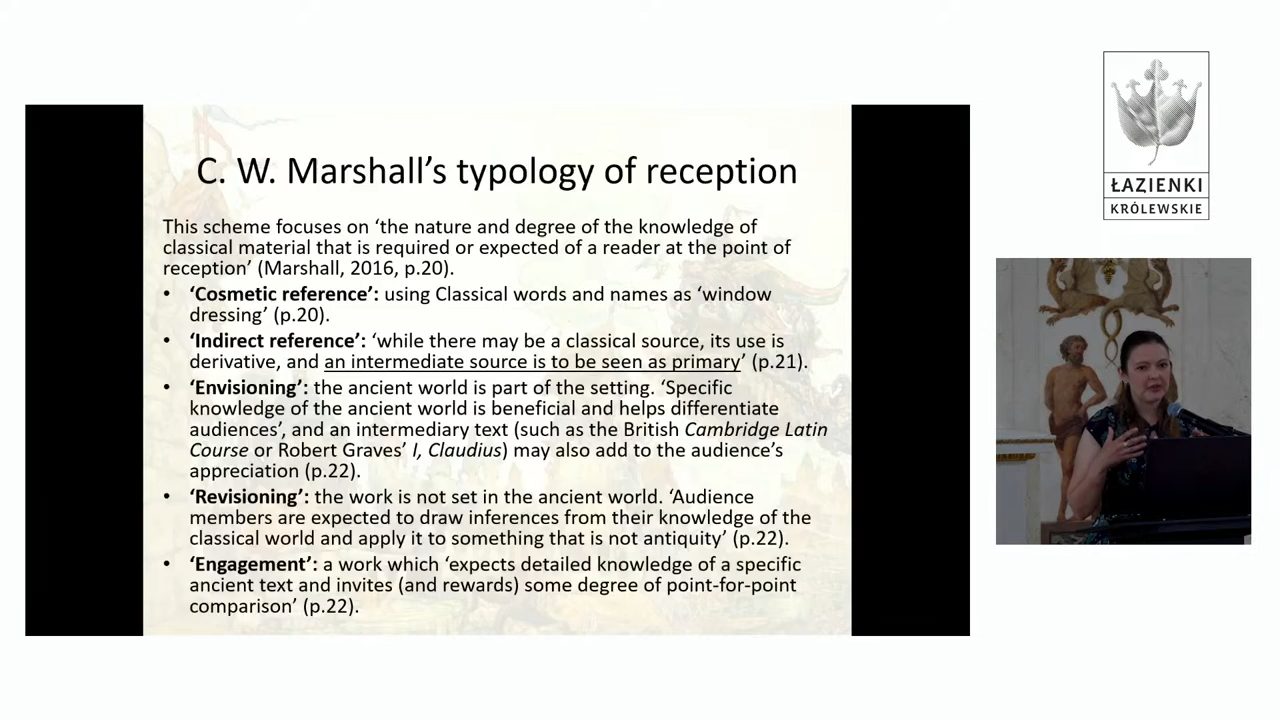 C. W. Marshall’s typology of reception
This scheme focuses on ‘the nature and degree of the knowledge of
classical material that is required or expected of a reader at the point of
reception’ (Marshall, 2016, p.20).
• ‘Cosmetic reference’: using Classical words and names as ‘window
dressing’ (p.20).
• ‘Indirect reference’: ‘while there may be a classical source, its use is
derivative, and an intermediate source is to be seen as primary’ (p.21).
• ‘Envisioning’: the ancient world is part of the setting. ‘Specific
knowledge of the ancient world is beneficial and helps differentiate
audiences’, and an intermediary text (such as the British Cambridge Latin
Course or Robert Graves’ I, Claudius) may also add to the audience’s
appreciation (p.22).
• ‘Revisioning’: the work is not set in the ancient world. ‘Audience
members are expected to draw inferences from their knowledge of the
classical world and apply it to something that is not antiquity’ (p.22).
• ‘Engagement’: a work which ‘expects detailed knowledge of a specific
ancient text and invites (and rewards) some degree of point-for-point
comparison’ (p.22).
ŁAZIENKI
KRÓLEWSKIE